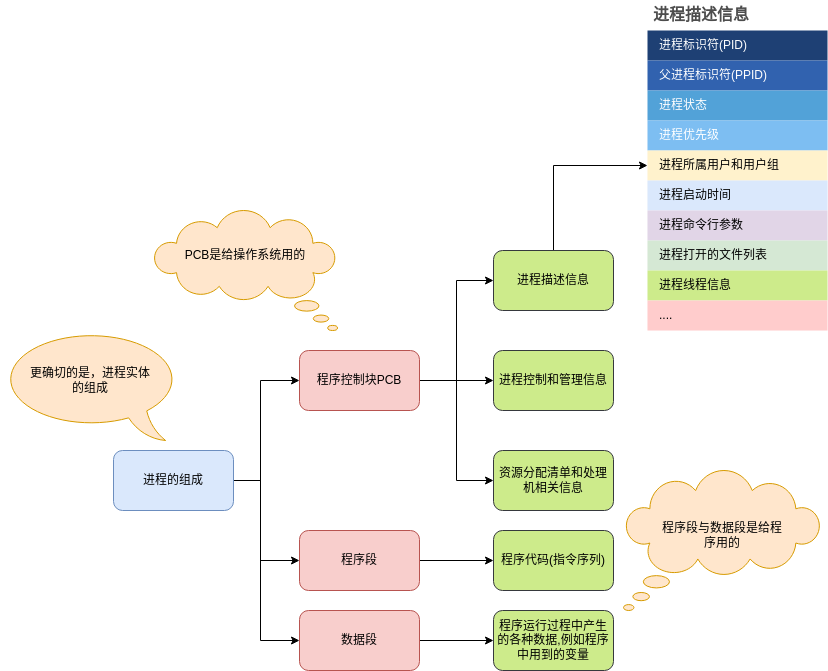 进程描述信息
进程标识符(PID)
父进程标识符(PPID)
进程状态
进程优先级
进程所属用户和用户组
进程启动时间
进程命令行参数
进程打开的文件列表
进程线程信息
....
PCB是给操作系统用的
进程描述信息
更确切的是，进程实体
的组成
程序控制块PCB
进程控制和管理信息
进程的组成
资源分配清单和处理
机相关信息
程序段与数据段是给程
序用的
程序段
程序代码(指令序列)
数据段
程序运行过程中产生
的各种数据,例如程序
中用到的变量